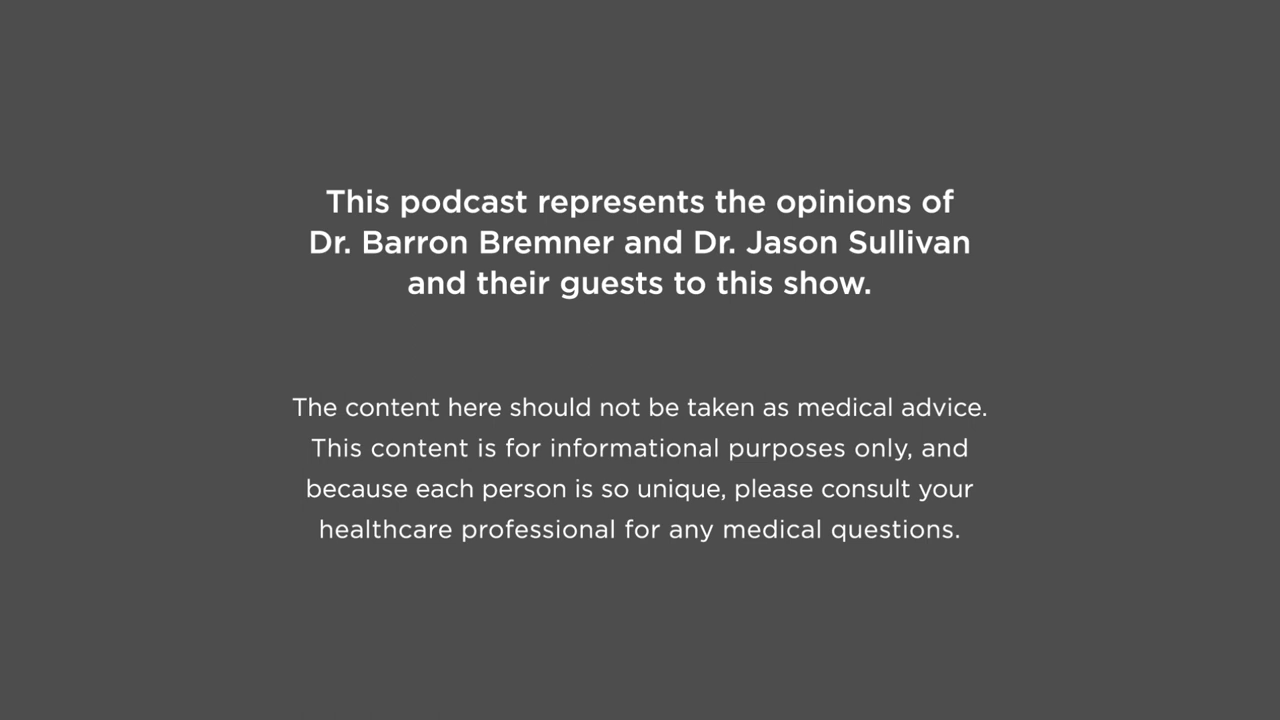 This podcast represents the opinions of
Dr. Barron Bremner and Dr. Jason Sullivan
and their guests to this show.
The content here should not be taken as medical advice.
This content is for informational purposes only, and
because each person is so unique, please consult your
healthcare professional for any medical questions.